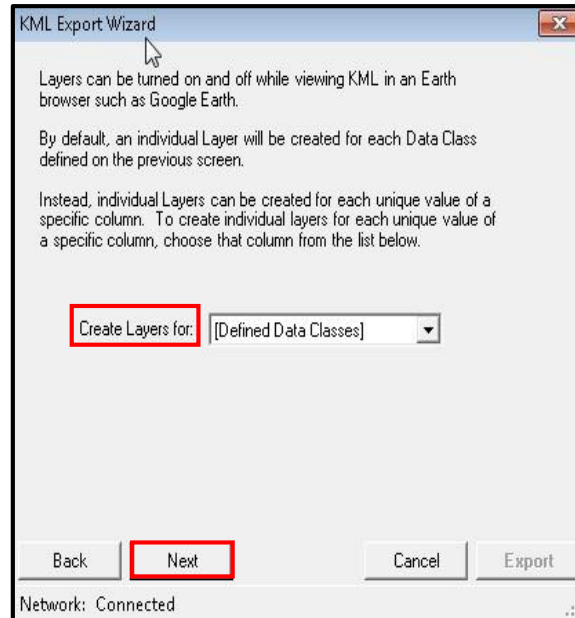 KML Export Wizard
Layers can be turned on and off while viewing KML in an Earth
browser such as Google Earth.
By default, an individual Layer will be created for each Data Class
defined on the previous screen.
Instead, individual Layers can be created for each unique value of a
specific column. To create individual layers for each unique value of
a specific column, choose that column from the list below.
Create Layers for: [Defined Data Classes]
Back Next Cancel Export
Network: Connected